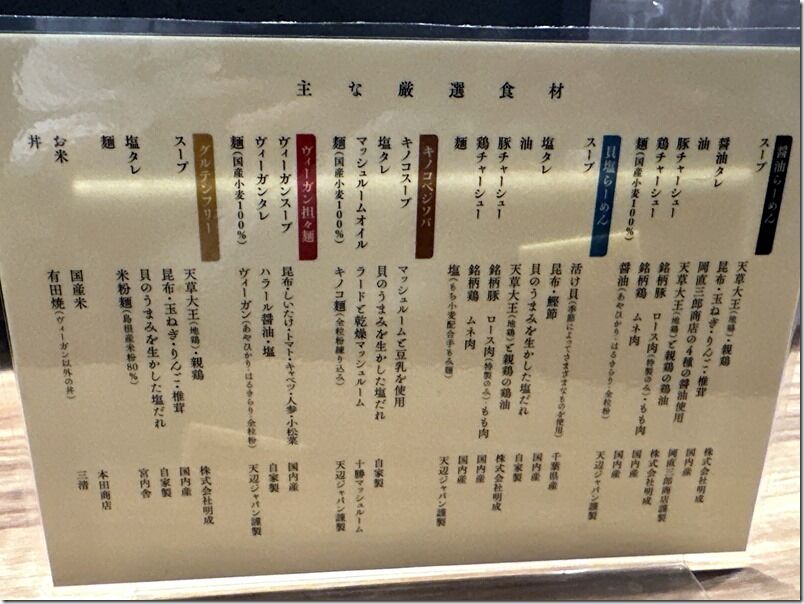 主な厳選食材
醤油らーめん
スープ 天草大王(地鶏)・親鶏 株式会社明成
昆布・玉ねぎ・りんご・椎茸 国内産
醤油タレ 岡直三郎商店の4種の醤油使用 岡直三郎商店謹製
油 天草大王(地鶏)と親鶏の鶏油 株式会社明成
豚チャーシュー 銘柄豚 ロース肉(特製のみ)・もも肉 国内産
鶏チャーシュー 銘柄鶏 ムネ肉 国内産
麺(国産小麦100%) 醤油(あやひかり・はるきらり・全粒粉) 天辺ジャパン謹製
貝塩らーめん
スープ 活け貝(季節によってさまざまなものが使用) 千葉県産
昆布・鰹節 国内産
塩タレ 貝のうまみを生かした塩だれ 自家製
油 天草大王(地鶏)と親鶏の鶏油 株式会社明成
豚チャーシュー 銘柄豚 ロース肉(特製のみ)・もも肉 国内産
鶏チャーシュー 銘柄鶏 ムネ肉 国内産
麺 塩(もち小麦配合手もみ麺) 天辺ジャパン謹製
キノコベジソバ
キノコスープ マッシュルームと豆乳を使用
塩タレ 貝のうまみを生かした塩だれ 自家製
マッシュルームオイル ラードと乾燥マッシュルーム 十勝マッシュルーム
麺(国産小麦100%) キノコ麺(全粒粉練り込み) 天辺ジャパン謹製
ヴィーガン担々麺
ヴィーガンスープ 昆布・しいたけ・トマト・キャベツ・人参・小松菜 国内産
ヴィーガンタレ ハラール醤油・塩 自家製
麺(国産小麦100%) ヴィーガン(あやひかり・はるきらり・全粒粉) 天辺ジャパン謹製
グルテンフリー
スープ 天草大王(地鶏)・親鶏 株式会社明成
昆布・玉ねぎ・りんご・椎茸 国内産
塩タレ 貝のうまみを生かした塩だれ 自家製
麺 米粉麺(島根産米粉80%) 宮内舎
お米 国産米 本田商店
丼 有田焼(ヴィーガン以外の丼) 三清